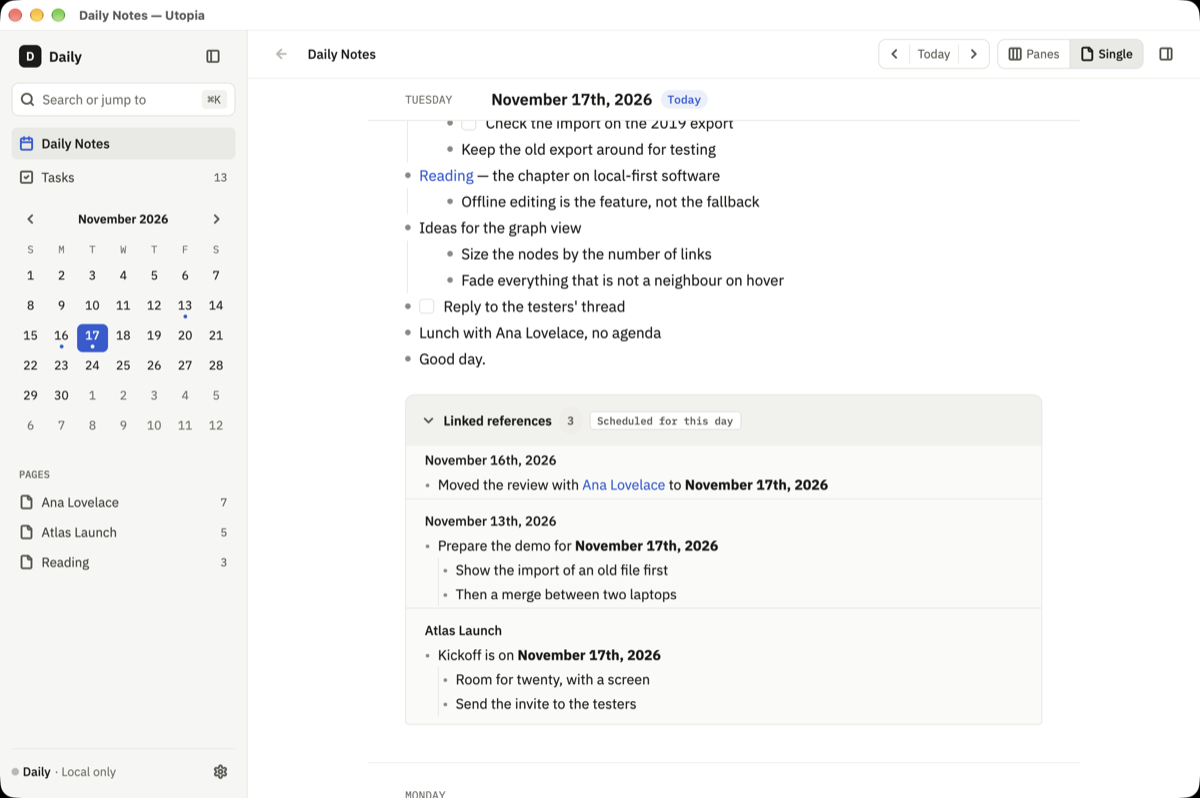 Daily Notes — Utopia
D Daily
Search or jump to ⌘K
Daily Notes
Tasks 13
November 2026
S M T W T F S
1 2 3 4 5 6 7
8 9 10 11 12 13 14
15 16 17 18 19 20 21
22 23 24 25 26 27 28
29 30 1 2 3 4 5
6 7 8 9 10 11 12
PAGES
Ana Lovelace 7
Atlas Launch 5
Reading 3
Daily · Local only
Daily Notes
Today
Panes
Single
TUESDAY November 17th, 2026 Today
Check the import on the 2019 export
Keep the old export around for testing
Reading — the chapter on local-first software
Offline editing is the feature, not the fallback
Ideas for the graph view
Size the nodes by the number of links
Fade everything that is not a neighbour on hover
Reply to the testers' thread
Lunch with Ana Lovelace, no agenda
Good day.
Linked references 3 Scheduled for this day
November 16th, 2026
Moved the review with Ana Lovelace to November 17th, 2026
November 13th, 2026
Prepare the demo for November 17th, 2026
Show the import of an old file first
Then a merge between two laptops
Atlas Launch
Kickoff is on November 17th, 2026
Room for twenty, with a screen
Send the invite to the testers
MONDAY